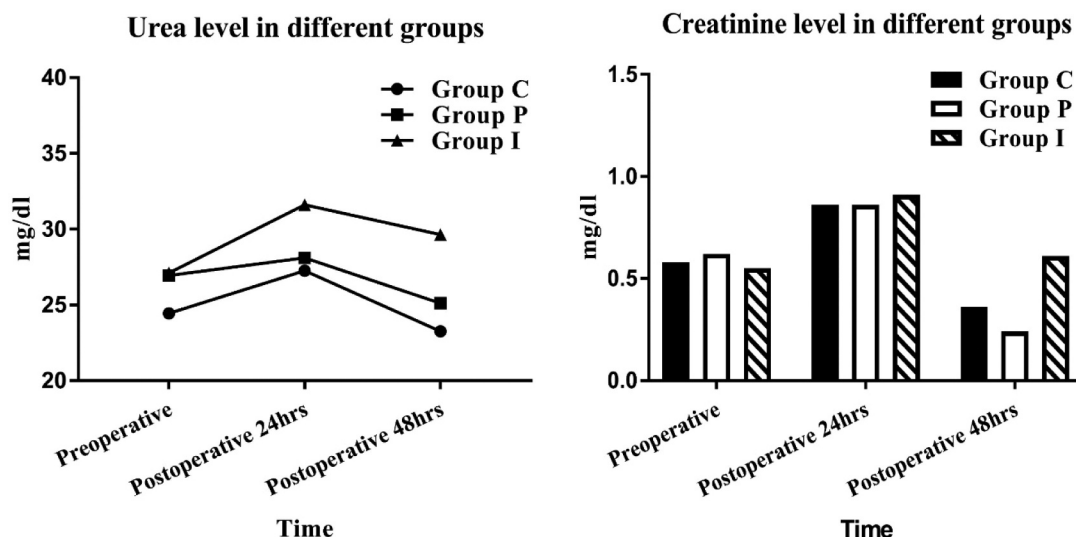 Urea level in different groups
40
35
30
25
20
mg/dl
Group C
Group P
Group I
Preoperative
Postoperative 24hrs
Postoperative 48hrs
Time
Creatinine level in different groups
1.5
1.0
0.5
0.0
mg/dl
Group C
Group P
Group I
Preoperative
Postoperative 24hrs
Postoperative 48hrs
Time